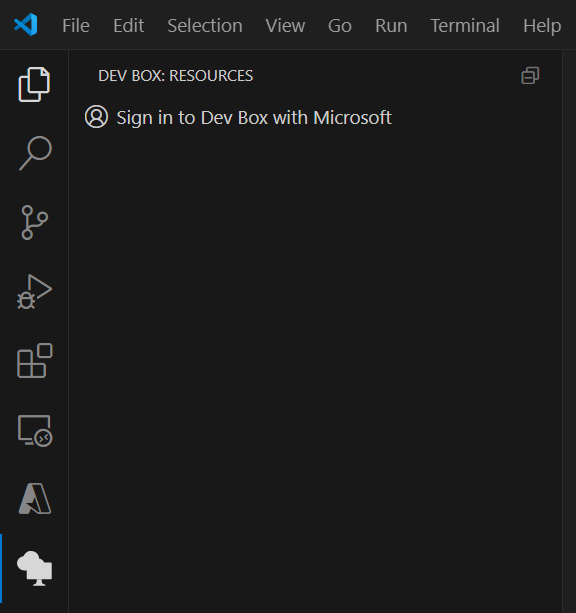 File Edit Selection View Go Run Terminal Help
DEV BOX: RESOURCES
Sign in to Dev Box with Microsoft